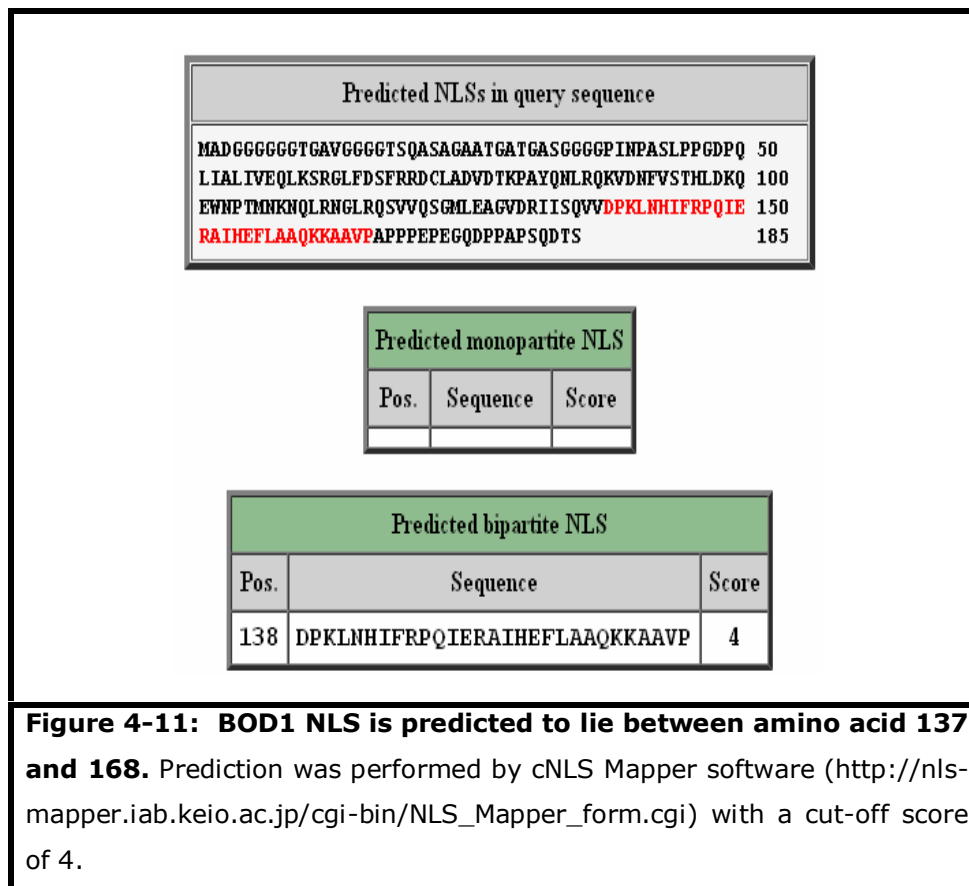 Predicted NLSs in query sequence
MADGGGGGGTGAVGGGGTSQASAGAATGATGASGGGGPINPASLPPGDPQ 50
LIALIVEQLKSRGLFDSFRRDCLADVDTKPAYQNLRQKVDNFVSTHLDKQ 100
EWNPTMNKNQLRNGLRQSVVQSGMLEAGVDRIISQVVDPKLNHIFRPQIE 150
RAIHEFLAAQKKAAVPAPPPEPEGQDPPAPSQDTS 185
Predicted monopartite NLS
Pos. Sequence Score
Predicted bipartite NLS
Pos. Sequence Score
138 DPKLNHIFRPQIERAIHEFLAAQKKAAVP 4
Figure 4-11: BOD1 NLS is predicted to lie between amino acid 137
and 168. Prediction was performed by cNLS Mapper software (http://nls-
mapper.iab.keio.ac.jp/cgi-bin/NLS_Mapper_form.cgi) with a cut-off score
of 4.